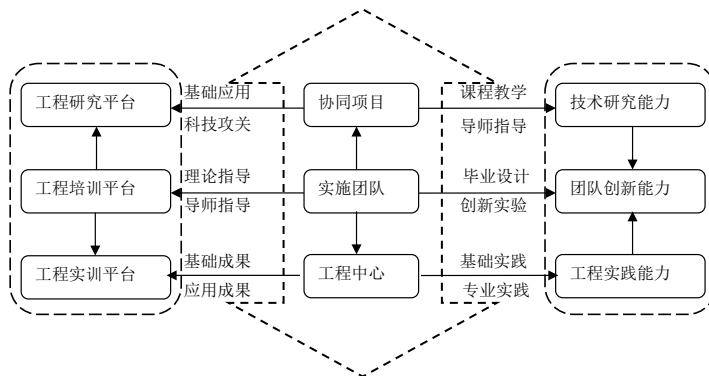 基础应用
课程教学
工程研究平台
协同项目
技术研究能力
科技攻关
导师指导
理论指导
毕业设计
工程培训平台
实施团队
团队创新能力
导师指导
创新实验
基础成果
基础实践
工程实训平台
工程中心
工程实践能力
应用成果
专业实践